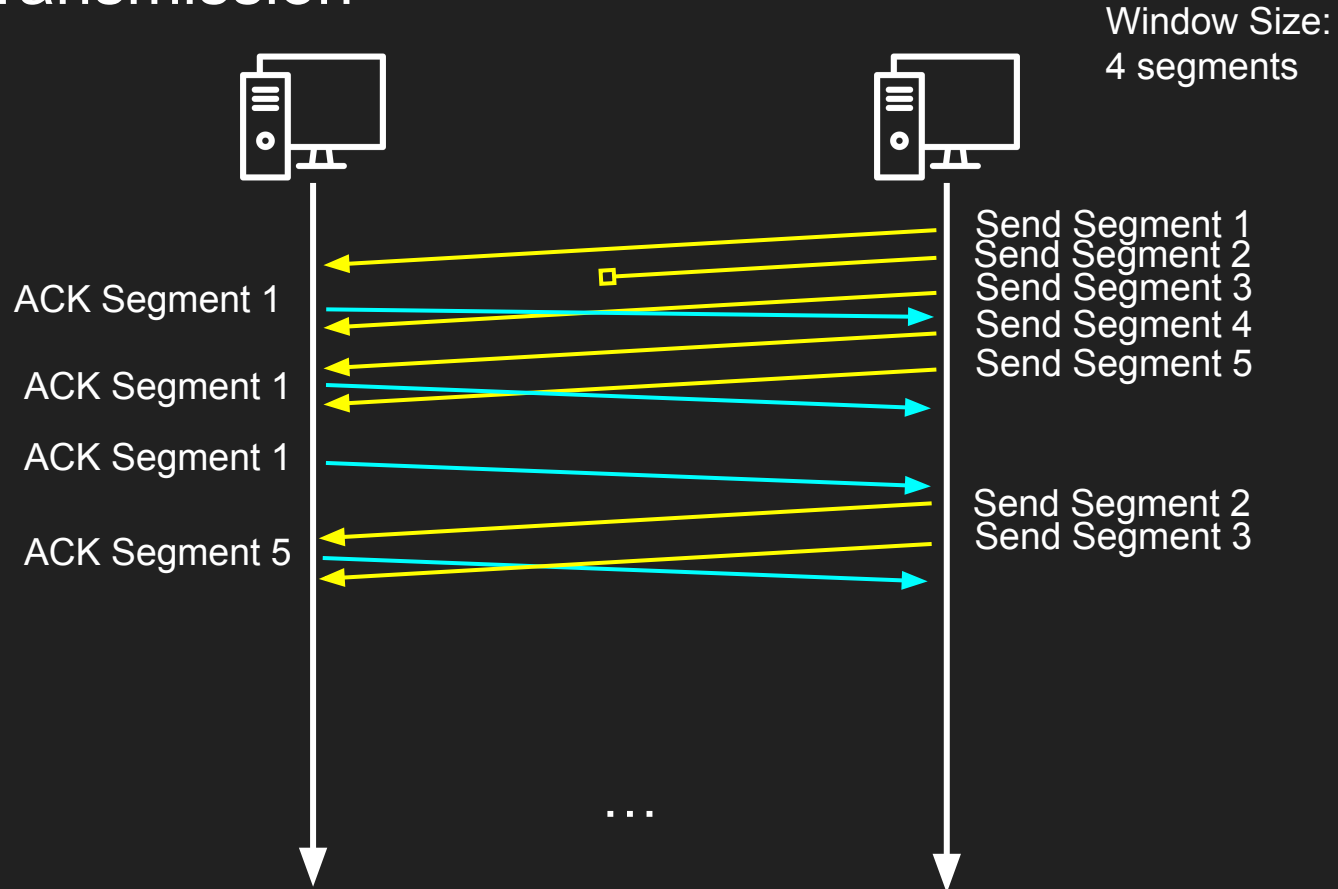 Window Size:
4 segments
Send Segment 1
Send Segment 2
Send Segment 3
ACK Segment 1
Send Segment 4
Send Segment 5
ACK Segment 1
ACK Segment 1
Send Segment 2
Send Segment 3
ACK Segment 5
...